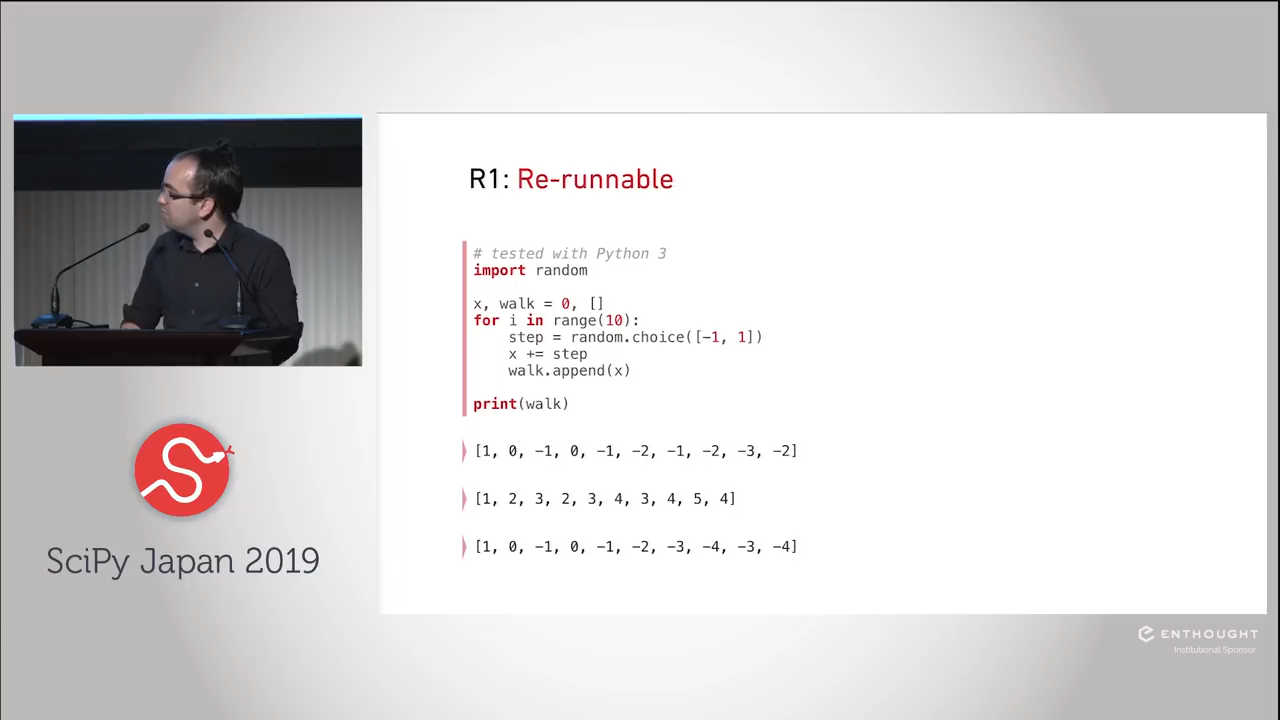 R1: Re-runnable
# tested with Python 3
import random
x, walk = 0, []
for i in range(10):
    step = random.choice([-1, 1])
    x += step
    walk.append(x)
print(walk)
[1, 0, -1, 0, -1, -2, -1, -2, -3, -2]
[1, 2, 3, 2, 3, 4, 3, 4, 5, 4]
[1, 0, -1, 0, -1, -2, -3, -4, -3, -4]
SciPy Japan 2019
ENTHOUGHT
Institutional Sponsor